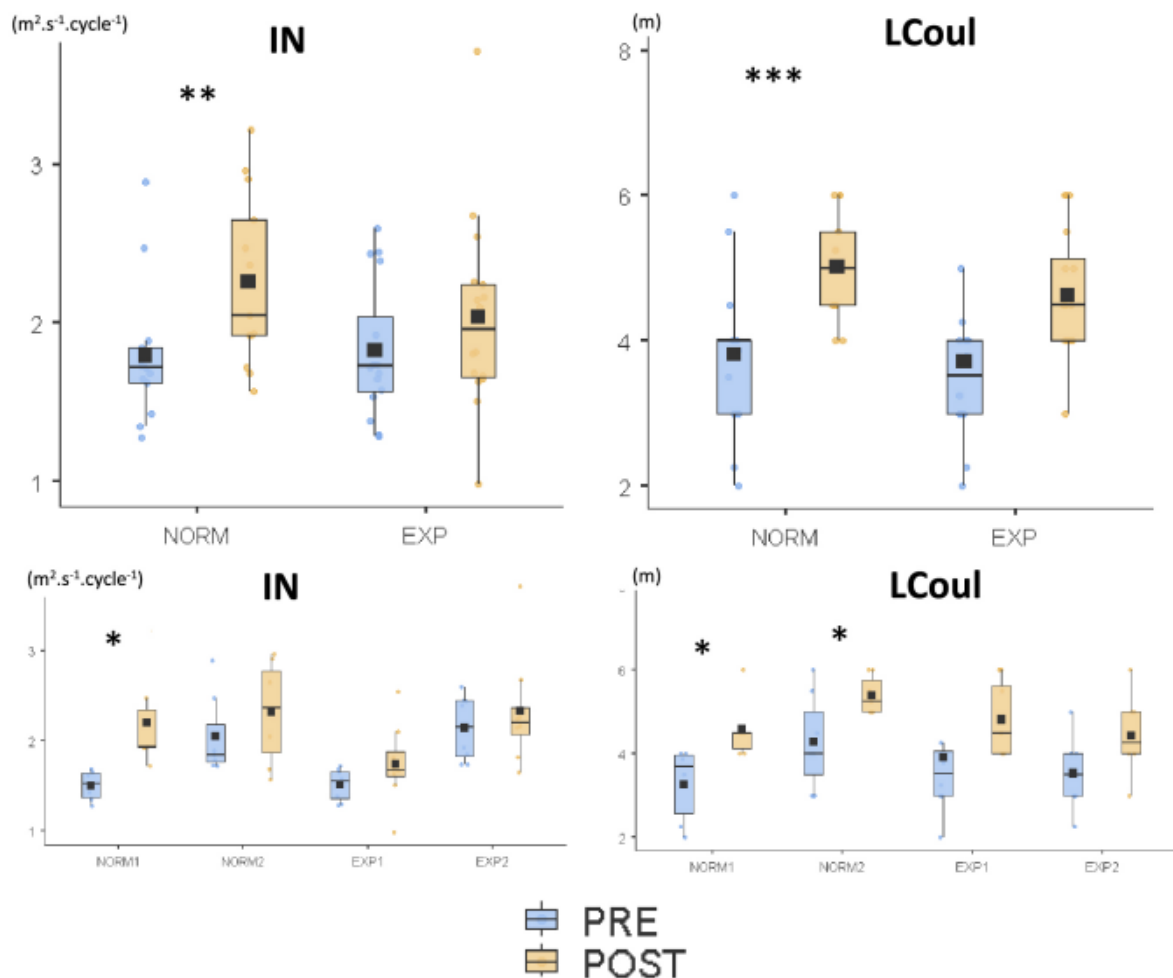 (m².s⁻¹.cycle⁻¹)
IN
**
3
2
1
NORM
EXP
(m)
LCoul
***
8
6
4
2
NORM
EXP
(m².s⁻¹.cycle⁻¹)
IN
*
3
2
1
NORM1
NORM2
EXP1
EXP2
(m)
LCoul
*
*
6
4
2
NORM1
NORM2
EXP1
EXP2
PRE
POST